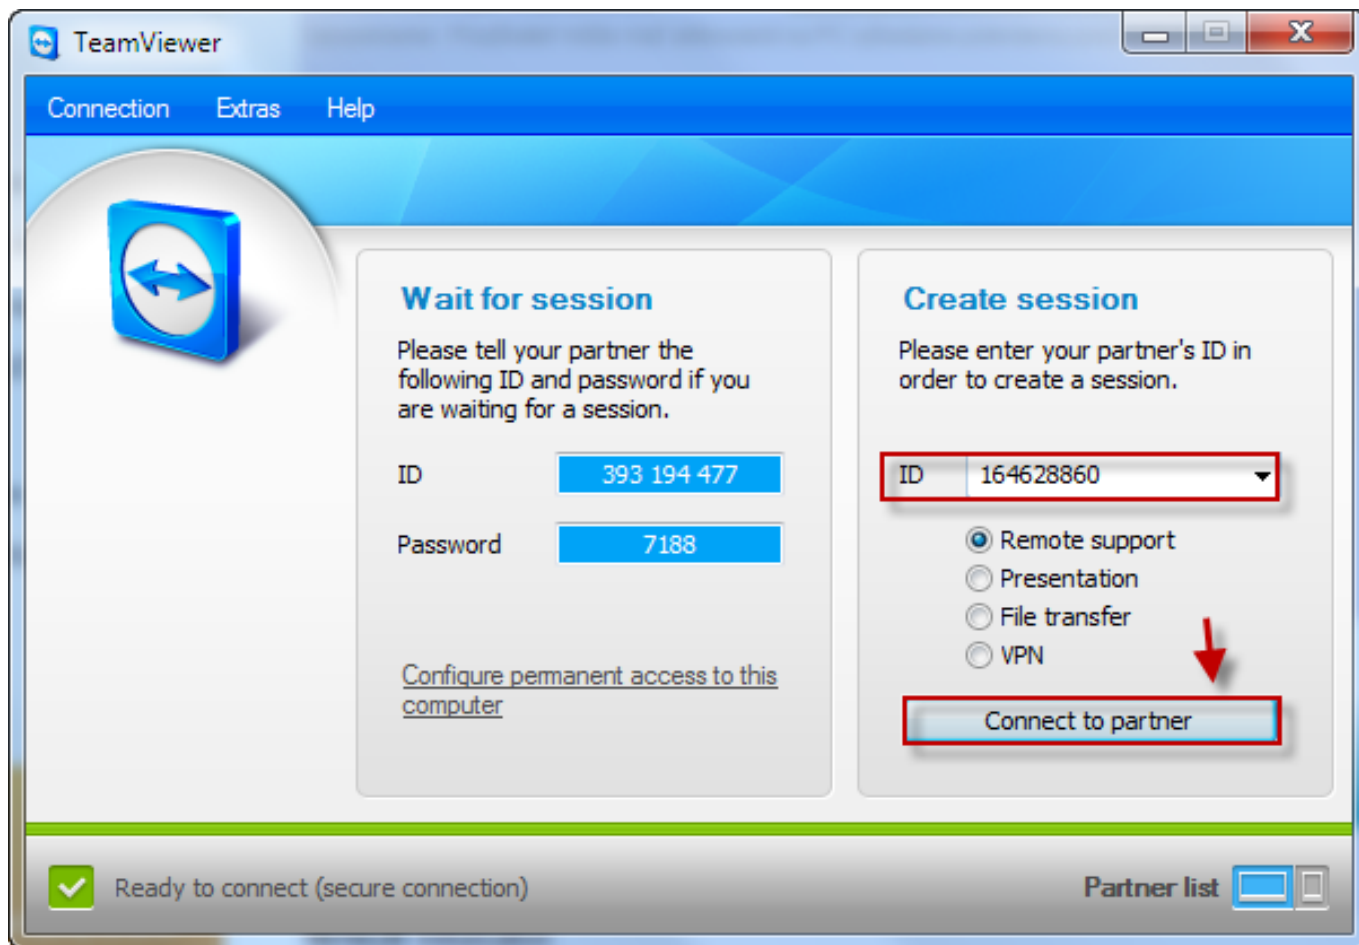 TeamViewer
Connection Extras Help
Wait for session
Please tell your partner the
following ID and password if you
are waiting for a session.
ID 393 194 477
Password 7188
Configure permanent access to this
computer
Create session
Please enter your partner's ID in
order to create a session.
ID 164628860
Remote support
Presentation
File transfer
VPN
Connect to partner
Ready to connect (secure connection)
Partner list